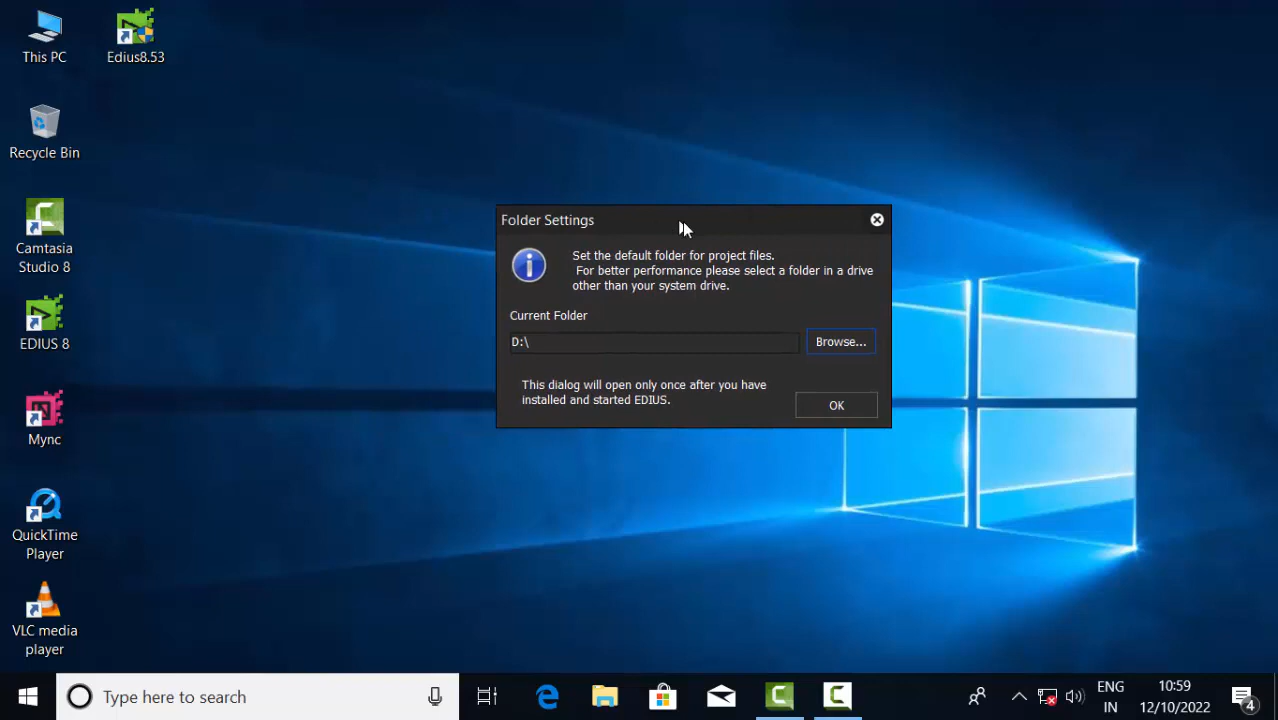 This PC
Edius8.53
Recycle Bin
Camtasia
Studio 8
EDIUS 8
Mync
QuickTime
Player
VLC media
player
Folder Settings
Set the default folder for project files.
For better performance please select a folder in a drive
other than your system drive.
Current Folder
D:\
Browse...
This dialog will open only once after you have
installed and started EDIUS.
OK
Type here to search
ENG
IN
10:59
12/10/2022
4